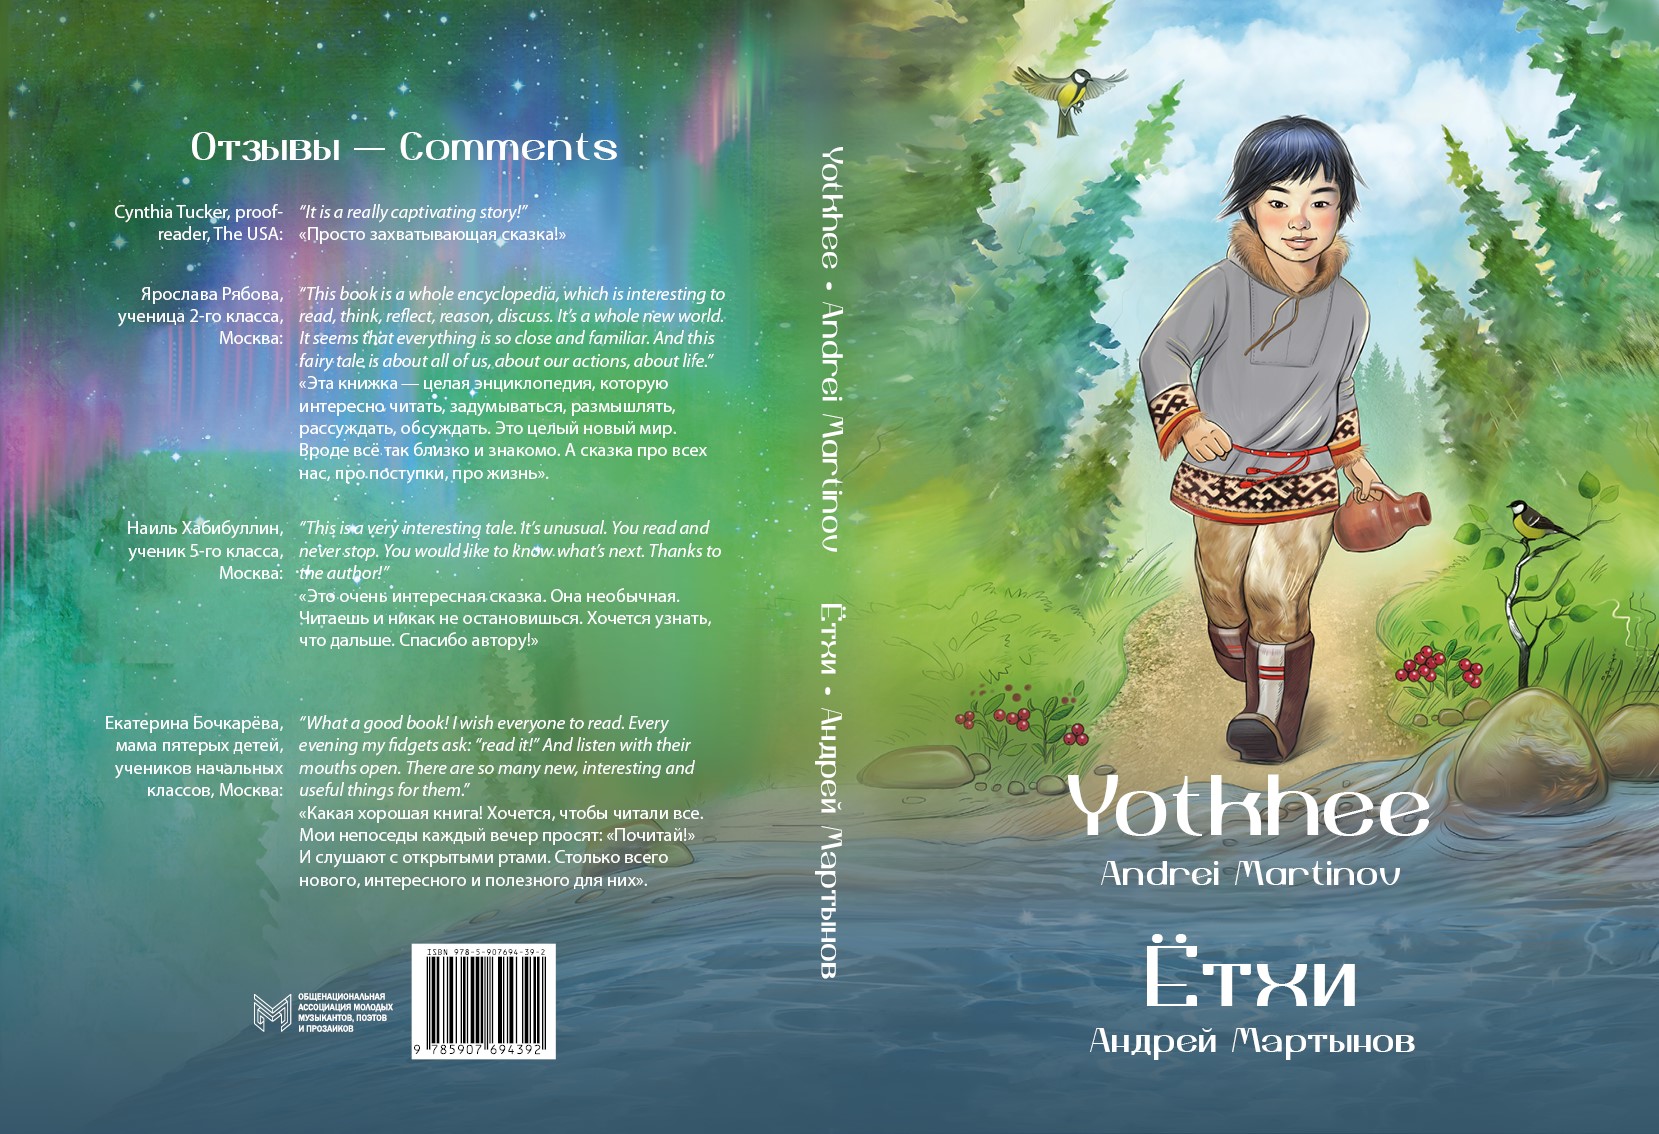 Отзывы — Comments
Cynthia Tucker, proof-
reader, The USA:
“It is a really captivating story!”
«Просто захватывающая сказка!»
Ярослава Рябова,
ученица 2-го класса,
Москва:
“This book is a whole encyclopedia, which is interesting to
read, think, reflect, reason, discuss. It’s a whole new world.
It seems that everything is so close and familiar. And this
fairy tale is about all of us, about our actions, about life.”
«Эта книжка — целая энциклопедия, которую
интересно читать, задумываться, размышлять,
рассуждать, обсуждать. Это целый новый мир.
Вроде всё так близко и знакомо. А сказка про всех
нас, про поступки, про жизнь».
Наиль Хабибуллин,
ученик 5-го класса,
Москва:
“This is a very interesting tale. It’s unusual. You read and
never stop. You would like to know what’s next. Thanks to
the author!”
«Это очень интересная сказка. Она необычная.
Читаешь и никак не остановишься. Хочется узнать,
что дальше. Спасибо автору!»
Екатерина Бочкарёва,
мама пятерых детей,
учеников начальных
классов, Москва:
“What a good book! I wish everyone to read. Every
evening my fidgets ask: “read it!” And listen with their
mouths open. There are so many new, interesting and
useful things for them.”
«Какая хорошая книга! Хочется, чтобы читали все.
Мои непоседы каждый вечер просят: «Почитай!»
И слушают с открытыми ртами. Столько всего
нового, интересного и полезного для них».
ОБЩЕНАЦИОНАЛЬНАЯ
АССОЦИАЦИЯ МОЛОДЫХ
МУЗЫКАНТОВ, ПОЭТОВ
И ПРОЗАИКОВ
ISBN 978-5-907694-39-2
9 785907 694392
Yotkhee • Andrei Martinov
Ётхи • Андрей Мартынов
Yotkhee
Andrei Martinov
Ётхи
Андрей Мартынов